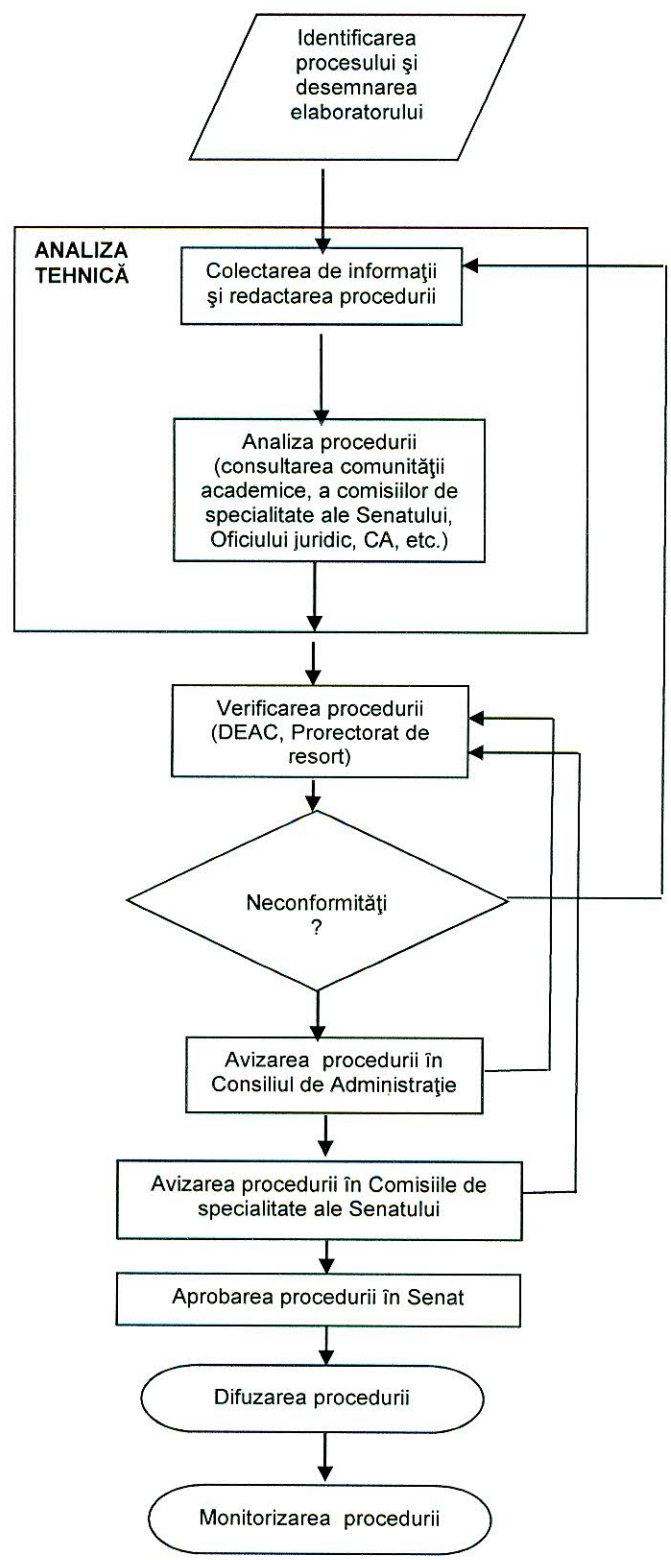 Identificarea
procesului şi
desemnarea
elaboratorului
ANALIZA
TEHNICĂ
Colectarea de informaţii
şi redactarea procedurii
Analiza procedurii
(consultarea comunităţii
academice, a comisiilor de
specialitate ale Senatului,
Oficiului juridic, CA, etc.)
Verificarea procedurii
(DEAC, Prorectorat de
resort)
Neconformităţi
?
Avizarea procedurii în
Consiliul de Administraţie
Avizarea procedurii în Comisiile de
specialitate ale Senatului
Aprobarea procedurii în Senat
Difuzarea procedurii
Monitorizarea procedurii